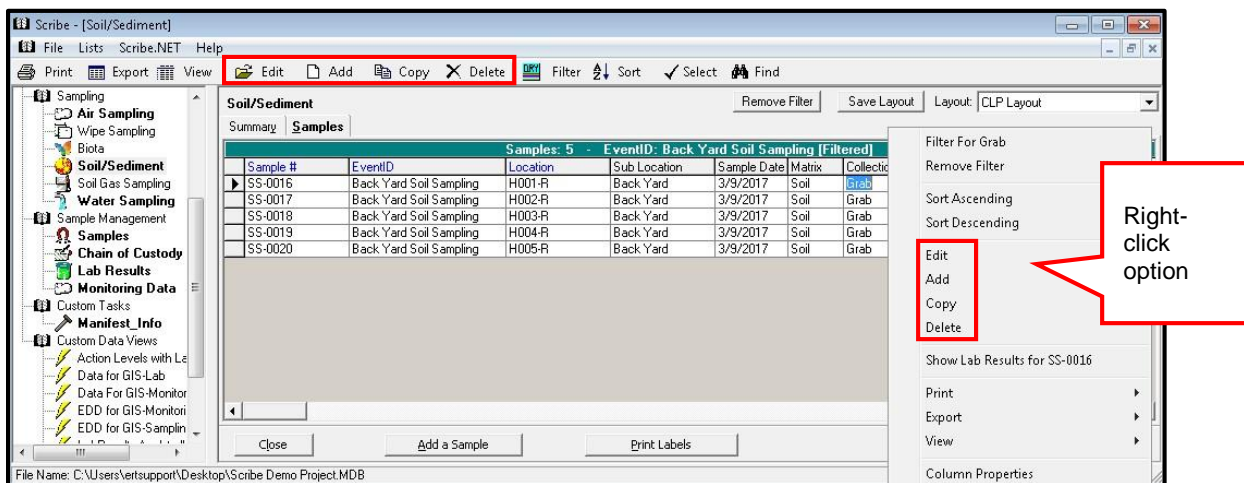 Scribe - [Soil/Sediment]
File Lists Scribe.NET Help
Print Export View Edit Add Copy Delete QRY Filter Sort Select Find
Sampling
Air Sampling
Wipe Sampling
Biota
Soil/Sediment
Soil Gas Sampling
Water Sampling
Sample Management
Samples
Chain of Custody
Lab Results
Monitoring Data
Custom Tasks
Manifest_Info
Custom Data Views
Action Levels with La
Data for GIS-Lab
Data For GIS-Monitor
EDD for GIS-Monitori
EDD for GIS-Samplin
Soil/Sediment Remove Filter Save Layout Layout: CLP Layout
Summary Samples
Samples: 5 - EventID: Back Yard Soil Sampling [Filtered]
Sample # EventID Location Sub Location Sample Date Matrix Collectic
SS-0016 Back Yard Soil Sampling H001-R Back Yard 3/9/2017 Soil Grab
SS-0017 Back Yard Soil Sampling H002-R Back Yard 3/9/2017 Soil Grab
SS-0018 Back Yard Soil Sampling H003-R Back Yard 3/9/2017 Soil Grab
SS-0019 Back Yard Soil Sampling H004-R Back Yard 3/9/2017 Soil Grab
SS-0020 Back Yard Soil Sampling H005-R Back Yard 3/9/2017 Soil Grab
Close Add a Sample Print Labels
Filter For Grab
Remove Filter
Sort Ascending
Sort Descending
Edit
Add
Copy
Delete
Show Lab Results for SS-0016
Print
Export
View
Column Properties
Right-
click
option
File Name: C:\Users\ertsupport\Desktop\Scribe Demo Project.MDB